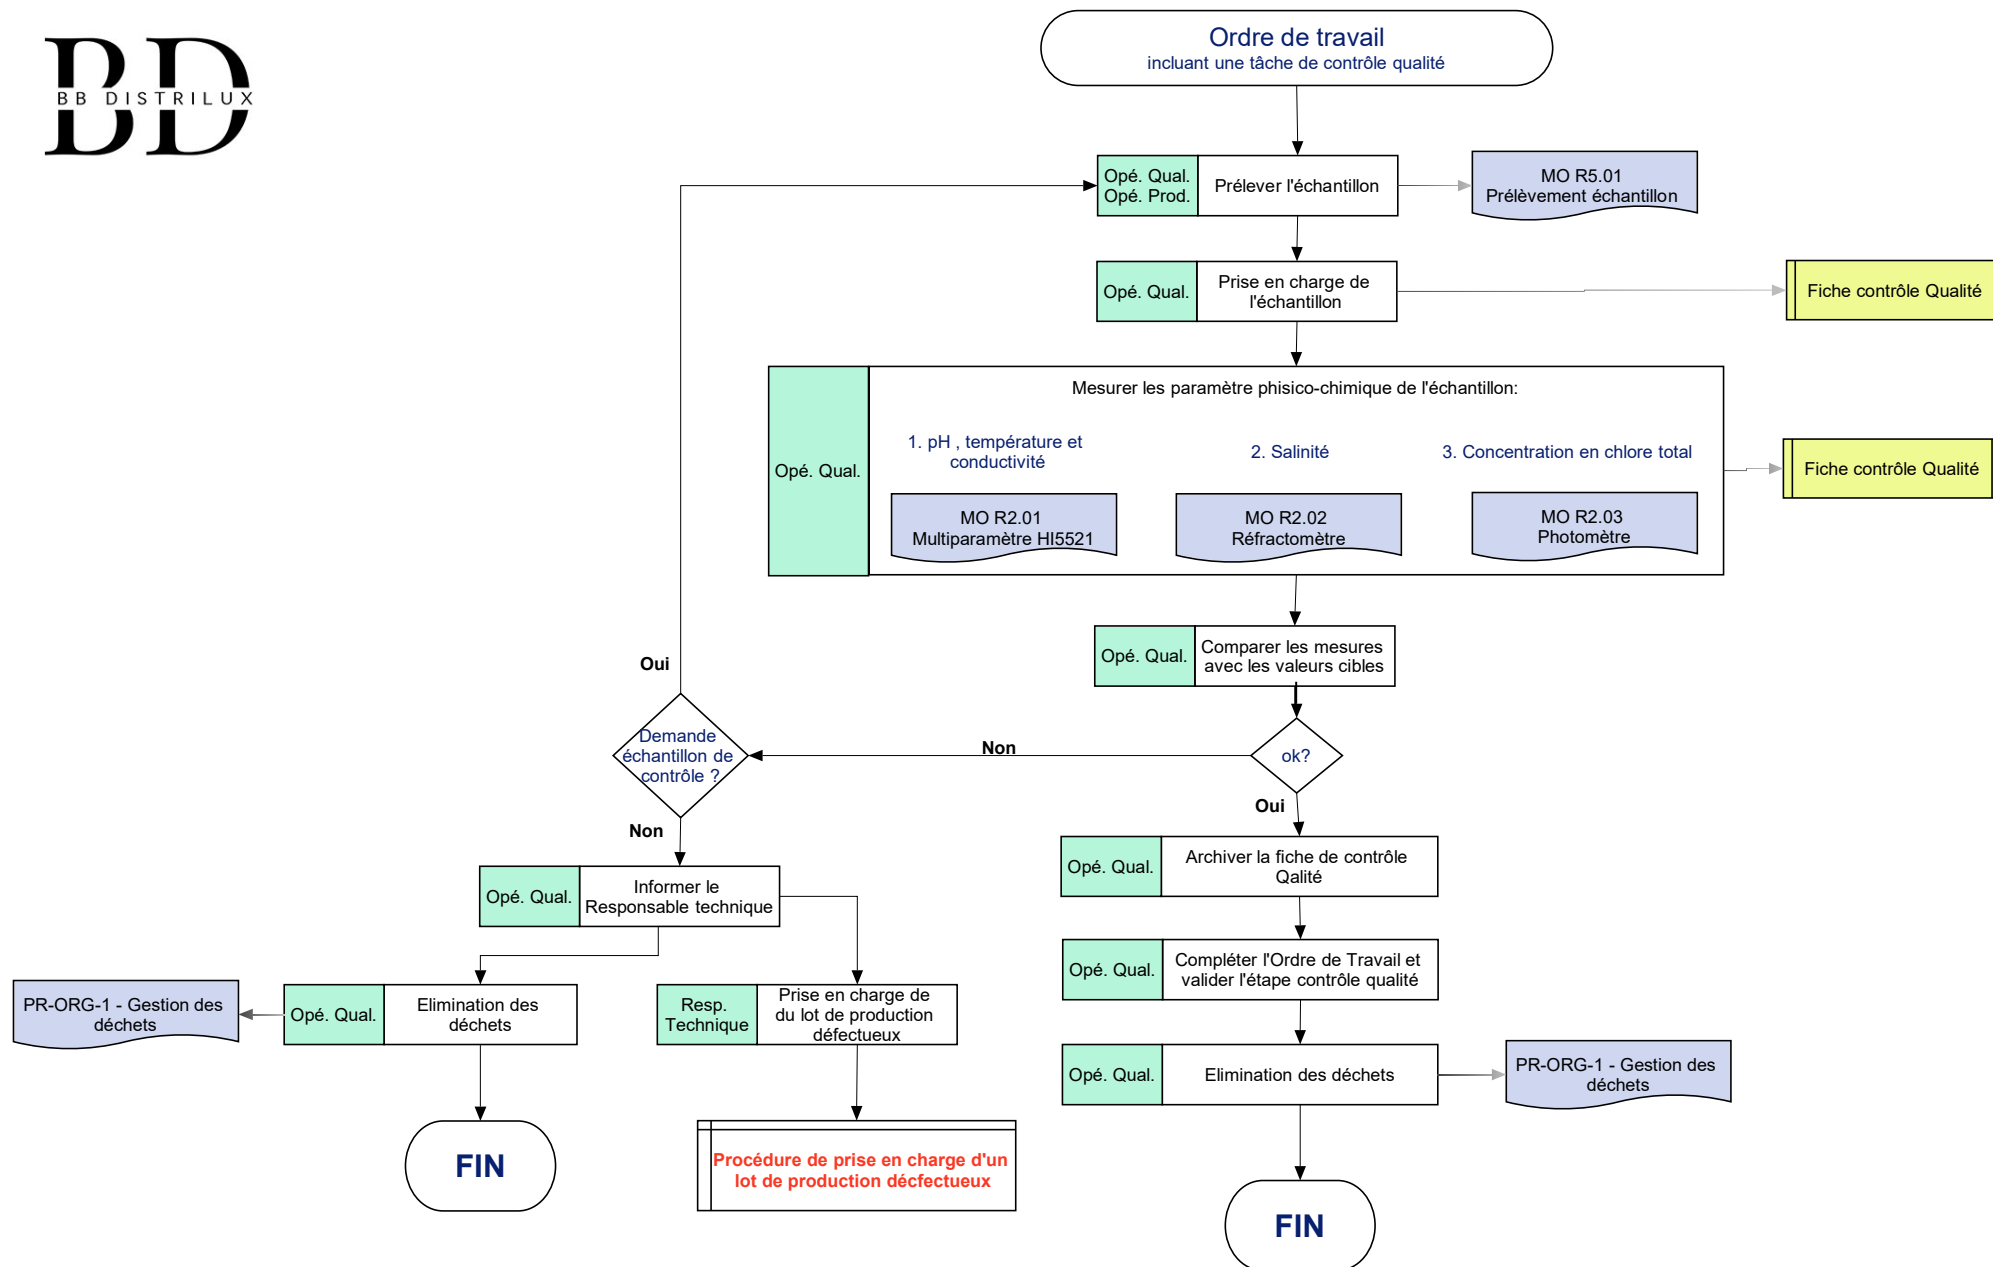 BB DISTRILUX
Ordre de travail
incluant une tâche de contrôle qualité
Opé. Qual.
Opé. Prod.
Prélever l'échantillon
MO R5.01
Prélèvement échantillon
Opé. Qual.
Prise en charge de
l'échantillon
Fiche contrôle Qualité
Opé. Qual.
Mesurer les paramètre phisico-chimique de l'échantillon:
1. pH , température et
conductivité
2. Salinité
3. Concentration en chlore total
MO R2.01
Multiparamètre HI5521
MO R2.02
Réfractomètre
MO R2.03
Photomètre
Fiche contrôle Qualité
Opé. Qual.
Comparer les mesures
avec les valeurs cibles
Oui
Demande
échantillon de
contrôle ?
Non
ok?
Oui
Non
Opé. Qual.
Informer le
Responsable technique
Opé. Qual.
Archiver la fiche de contrôle
Qalité
Opé. Qual.
Compléter l'Ordre de Travail et
valider l'étape contrôle qualité
PR-ORG-1 - Gestion des
déchets
Opé. Qual.
Elimination des
déchets
Resp.
Technique
Prise en charge de
du lot de production
défectueux
Opé. Qual.
Elimination des déchets
PR-ORG-1 - Gestion des
déchets
FIN
Procédure de prise en charge d'un
lot de production décfectueux
FIN